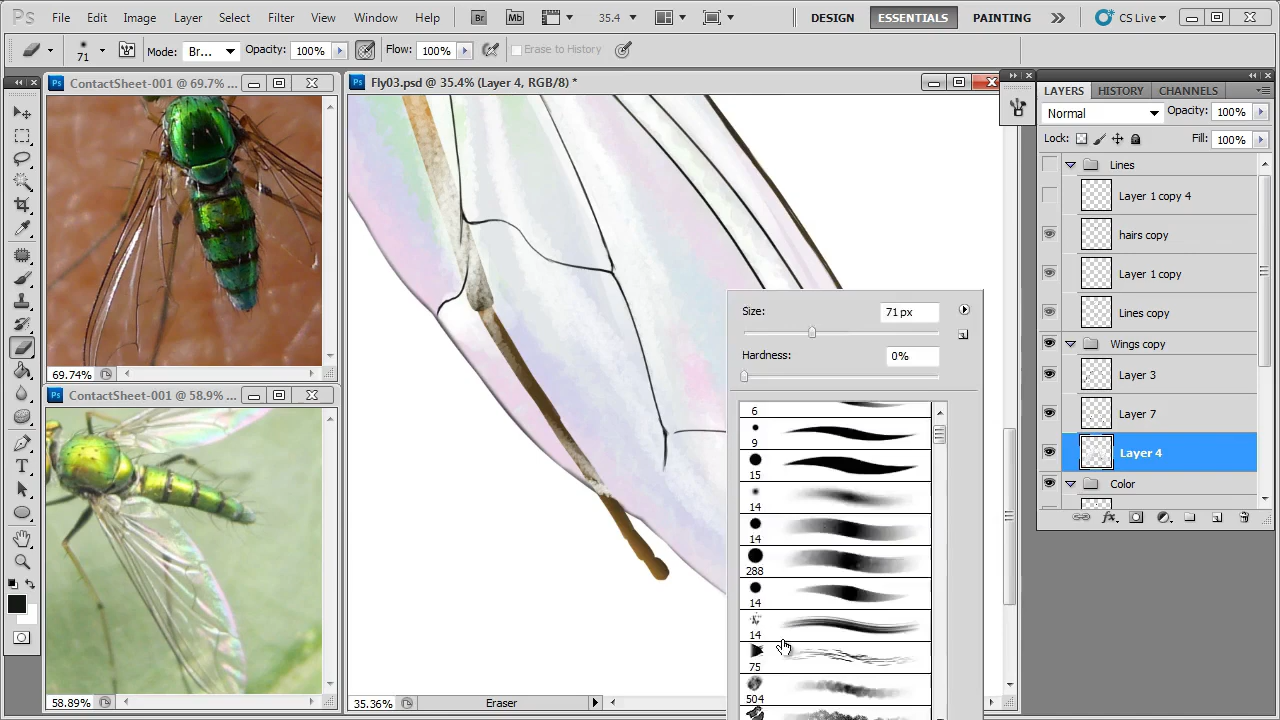 Ps File Edit Image Layer Select Filter View Window Help Br Mb 35.4 DESIGN ESSENTIALS PAINTING CS Live
71 Mode: Br... Opacity: 100% Flow: 100% Erase to History
Ps ContactSheet-001 @ 69.7% ...
Ps Fly03.psd @ 35.4% (Layer 4, RGB/8) *
LAYERS HISTORY CHANNELS
Normal Opacity: 100%
Lock: Fill: 100%
Lines
Layer 1 copy 4
hairs copy
Layer 1 copy
Lines copy
Wings copy
Layer 3
Layer 7
Layer 4
Color
69.74%
Ps ContactSheet-001 @ 58.9% ...
58.89%
Size: 71 px
Hardness: 0%
6
9
15
14
14
288
14
14
75
504
35.36% Eraser
T